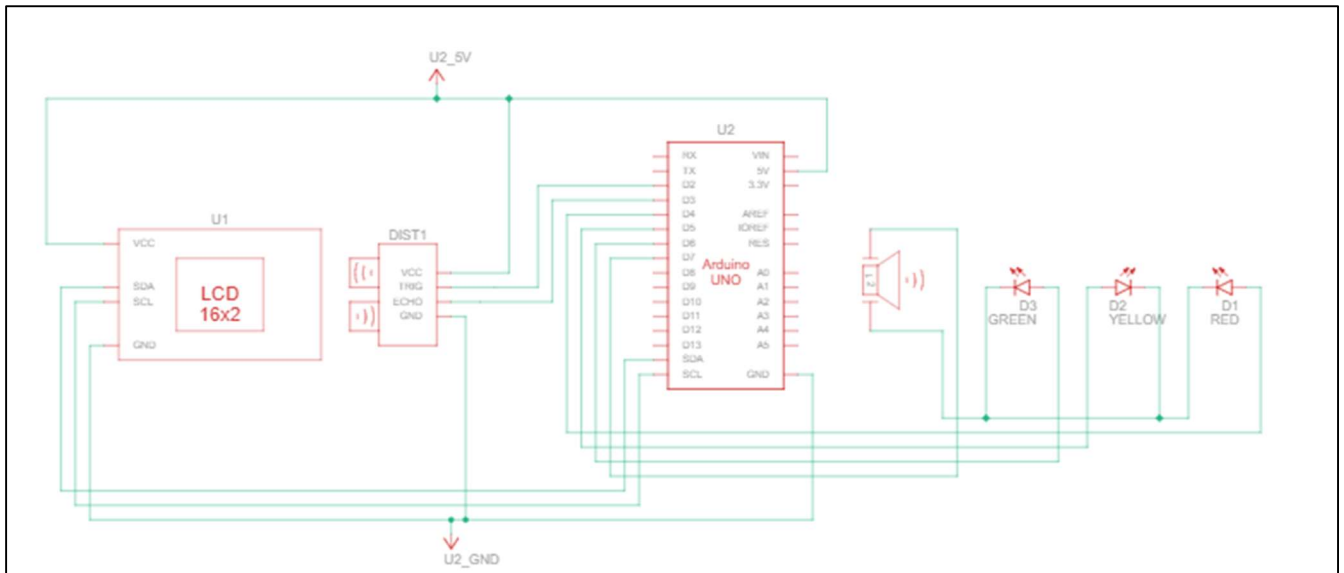 U2_5V
U1
VCC
SDA
SCL
GND
LCD
16x2
DIST1
VCC
TRIG
ECHO
GND
U2
RX
TX
D2
D3
D4
D5
D6
D7
D8
D9
D10
D11
D12
D13
SDA
SCL
Arduino
UNO
VIN
5V
3.3V
AREF
IOREF
RES
A0
A1
A2
A3
A4
A5
GND
1
2
D3
GREEN
D2
YELLOW
D1
RED
U2_GND